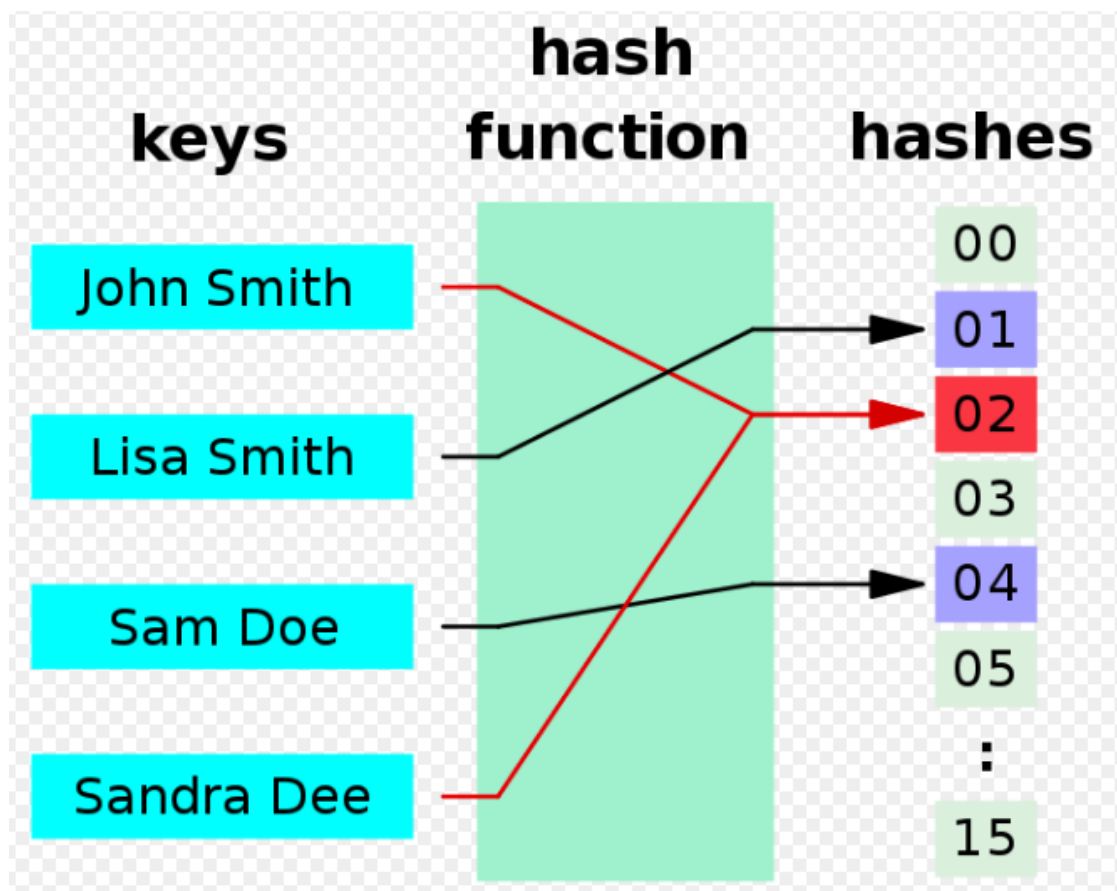 hash
function
keys
hashes
John Smith
Lisa Smith
Sam Doe
Sandra Dee
00
01
02
03
04
05
:
15